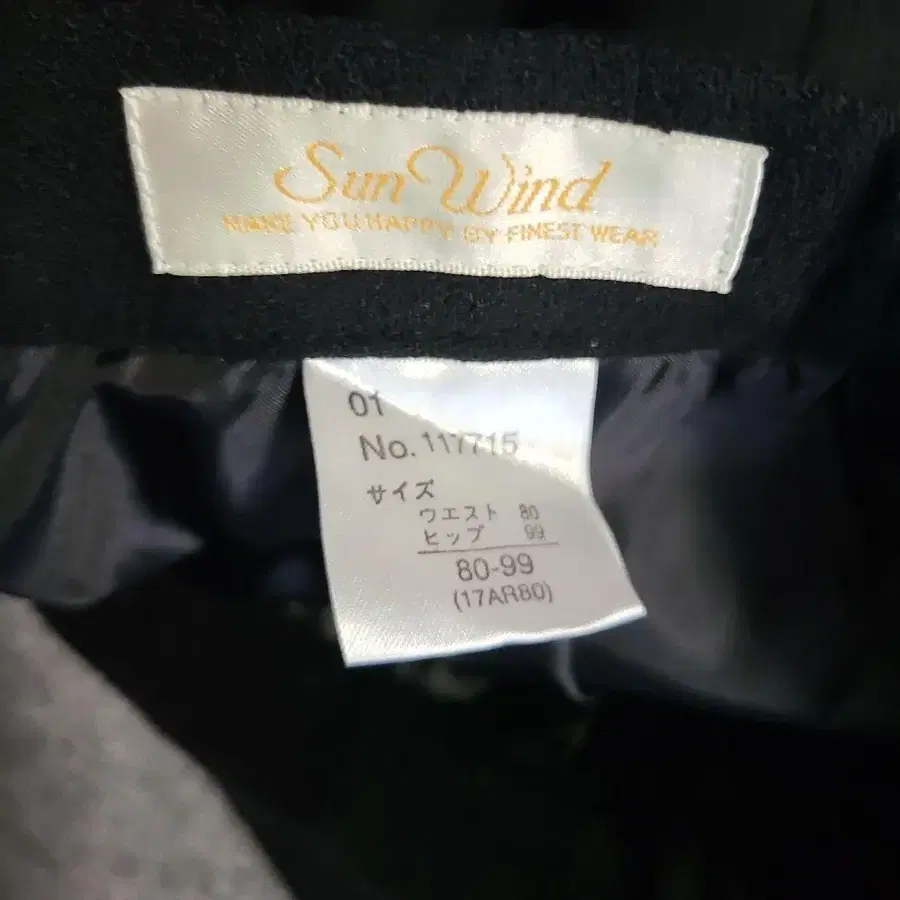 Sun Wind
MAKE YOU HAPPY BY FINEST WEAR
01
No. 117715
サイズ
ウエスト 80
ヒップ 99
80-99
(17AR80)